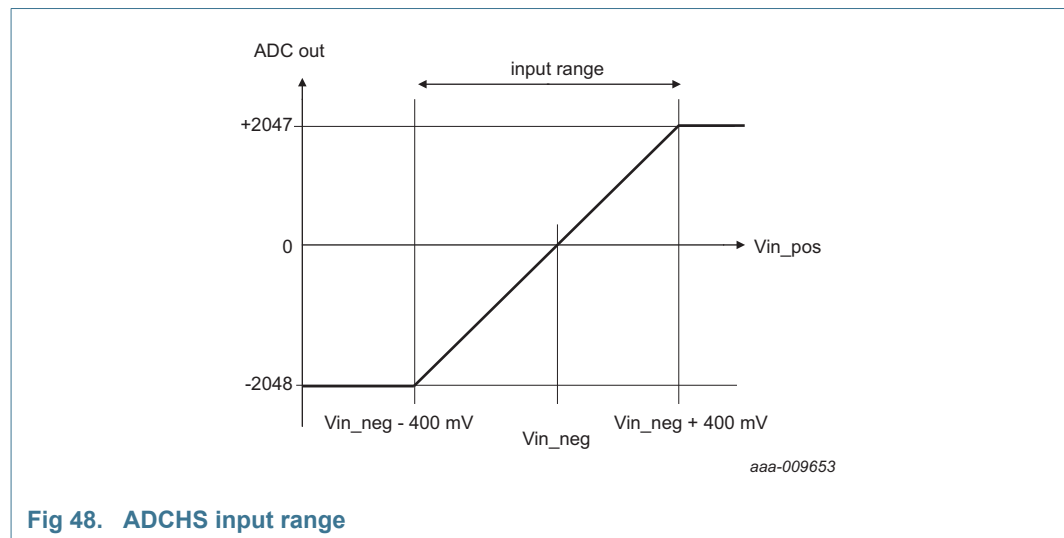 ADC out
input range
+2047
0
Vin_pos
-2048
Vin_neg - 400 mV
Vin_neg
Vin_neg + 400 mV
aaa-009653
Fig 48. ADCHS input range